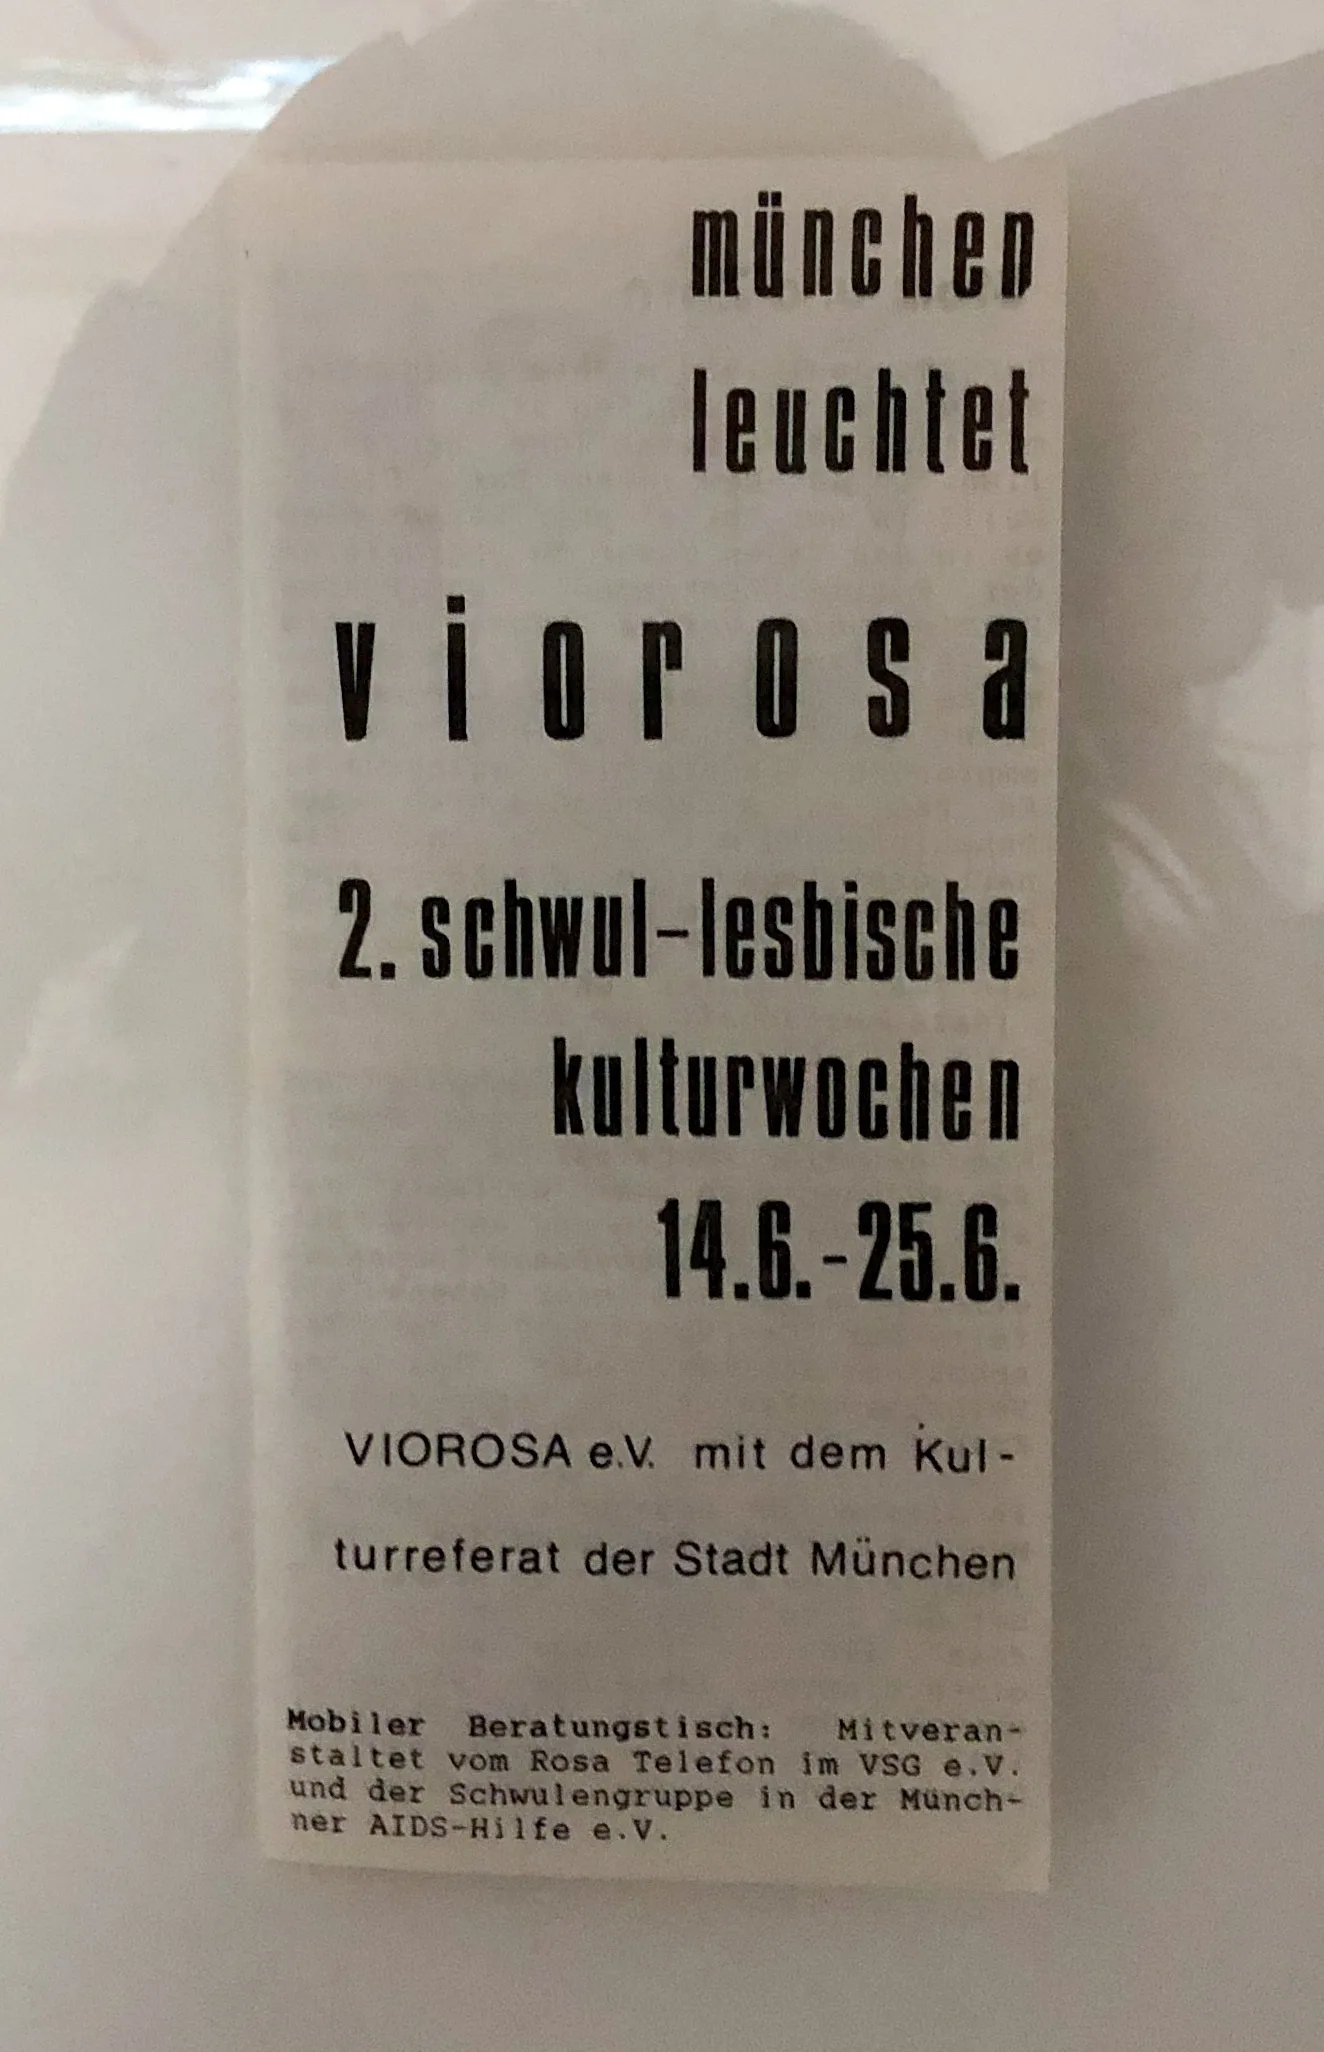 münchen
leuchtet
viorosa
2. schwul-lesbische
kulturwochen
14.6.-25.6.
VIOROSA e.V. mit dem Kul-
turreferat der Stadt München
Mobiler Beratungstisch: Mitveran-
staltet vom Rosa Telefon im VSG e.V.
und der Schwulengruppe in der Münch-
ner AIDS-Hilfe e.V.